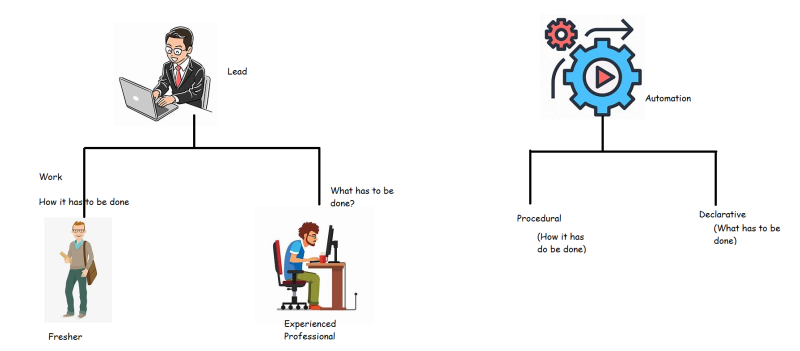 Lead
Work
How it has to be done
What has to be
done?
Fresher
Experienced
Professional
Automation
Procedural
(How it has
do be done)
Declarative
(What has to be
done)